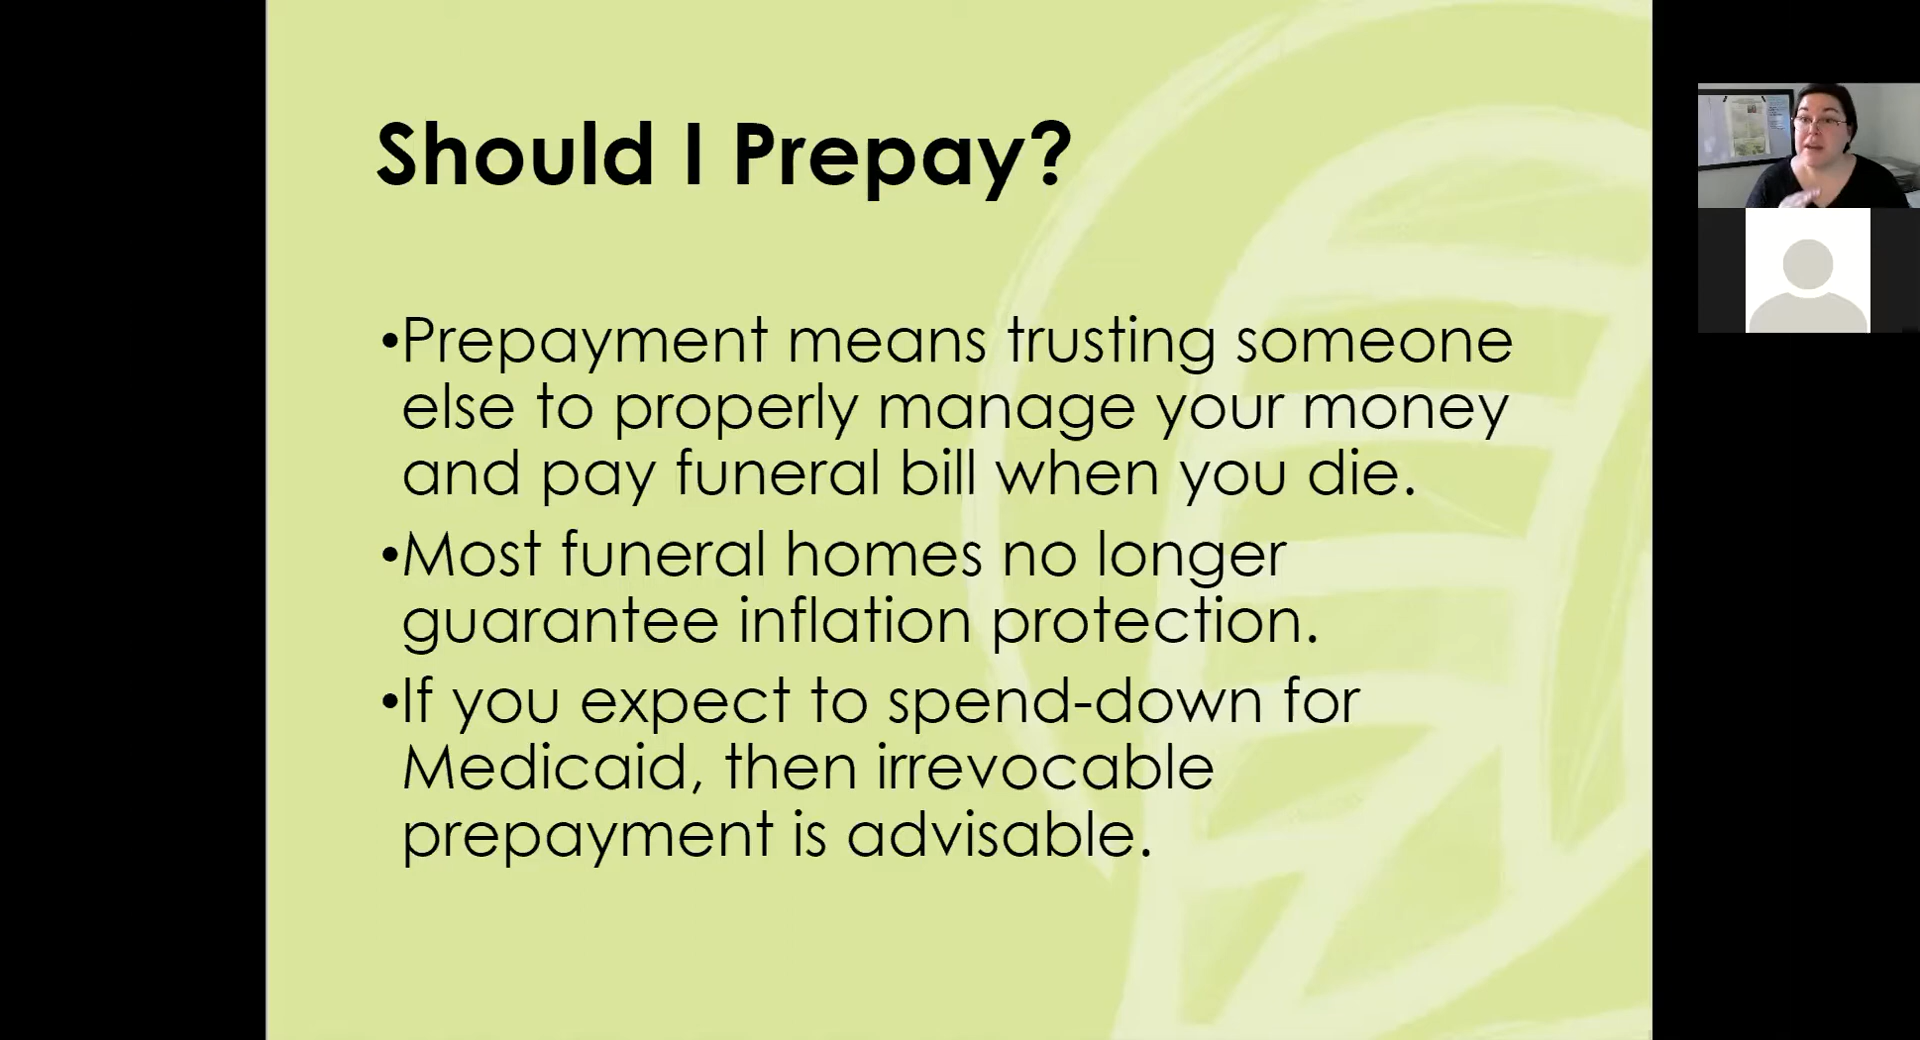 Should I Prepay?
•Prepayment means trusting someone
else to properly manage your money
and pay funeral bill when you die.
•Most funeral homes no longer
guarantee inflation protection.
•If you expect to spend-down for
Medicaid, then irrevocable
prepayment is advisable.